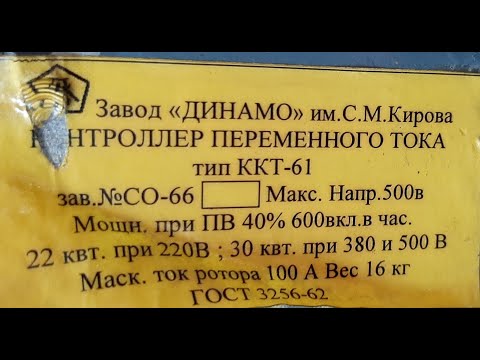 Завод «ДИНАМО» им.С.М.Кирова
КОНТРОЛЛЕР ПЕРЕМЕННОГО ТОКА
тип ККТ-61
зав.№СО-66 Макс. Напр.500в
Мощн. при ПВ 40% 600вкл.в час.
22 квт. при 220В ; 30 квт. при 380 и 500 В
Маск. ток ротора 100 А Вес 16 кг
ГОСТ 3256-62